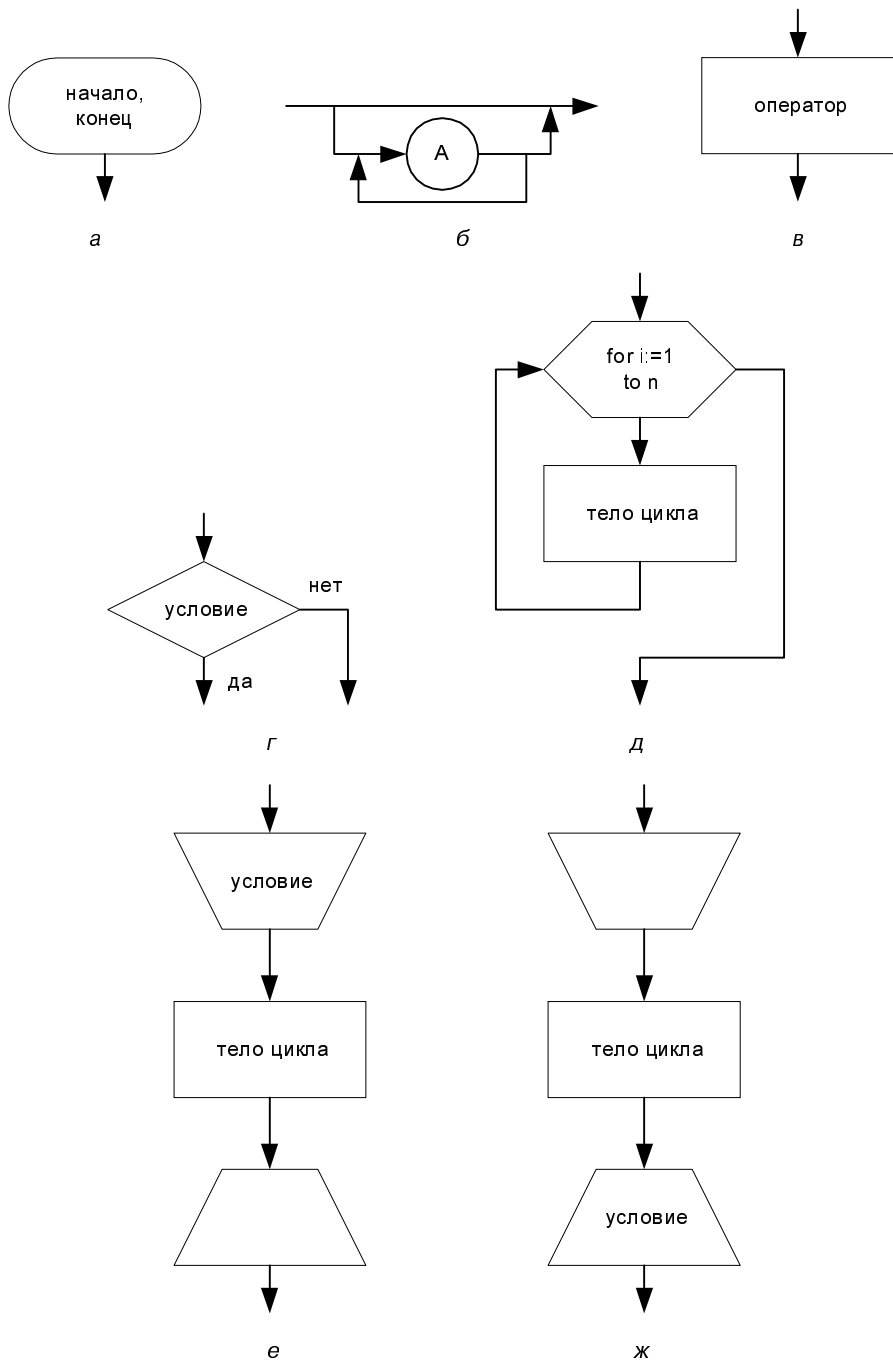 начало,
конец
А
оператор
а
б
в
for i:=1
to n
тело цикла
условие
нет
да
г
д
условие
тело цикла
е
тело цикла
условие
ж